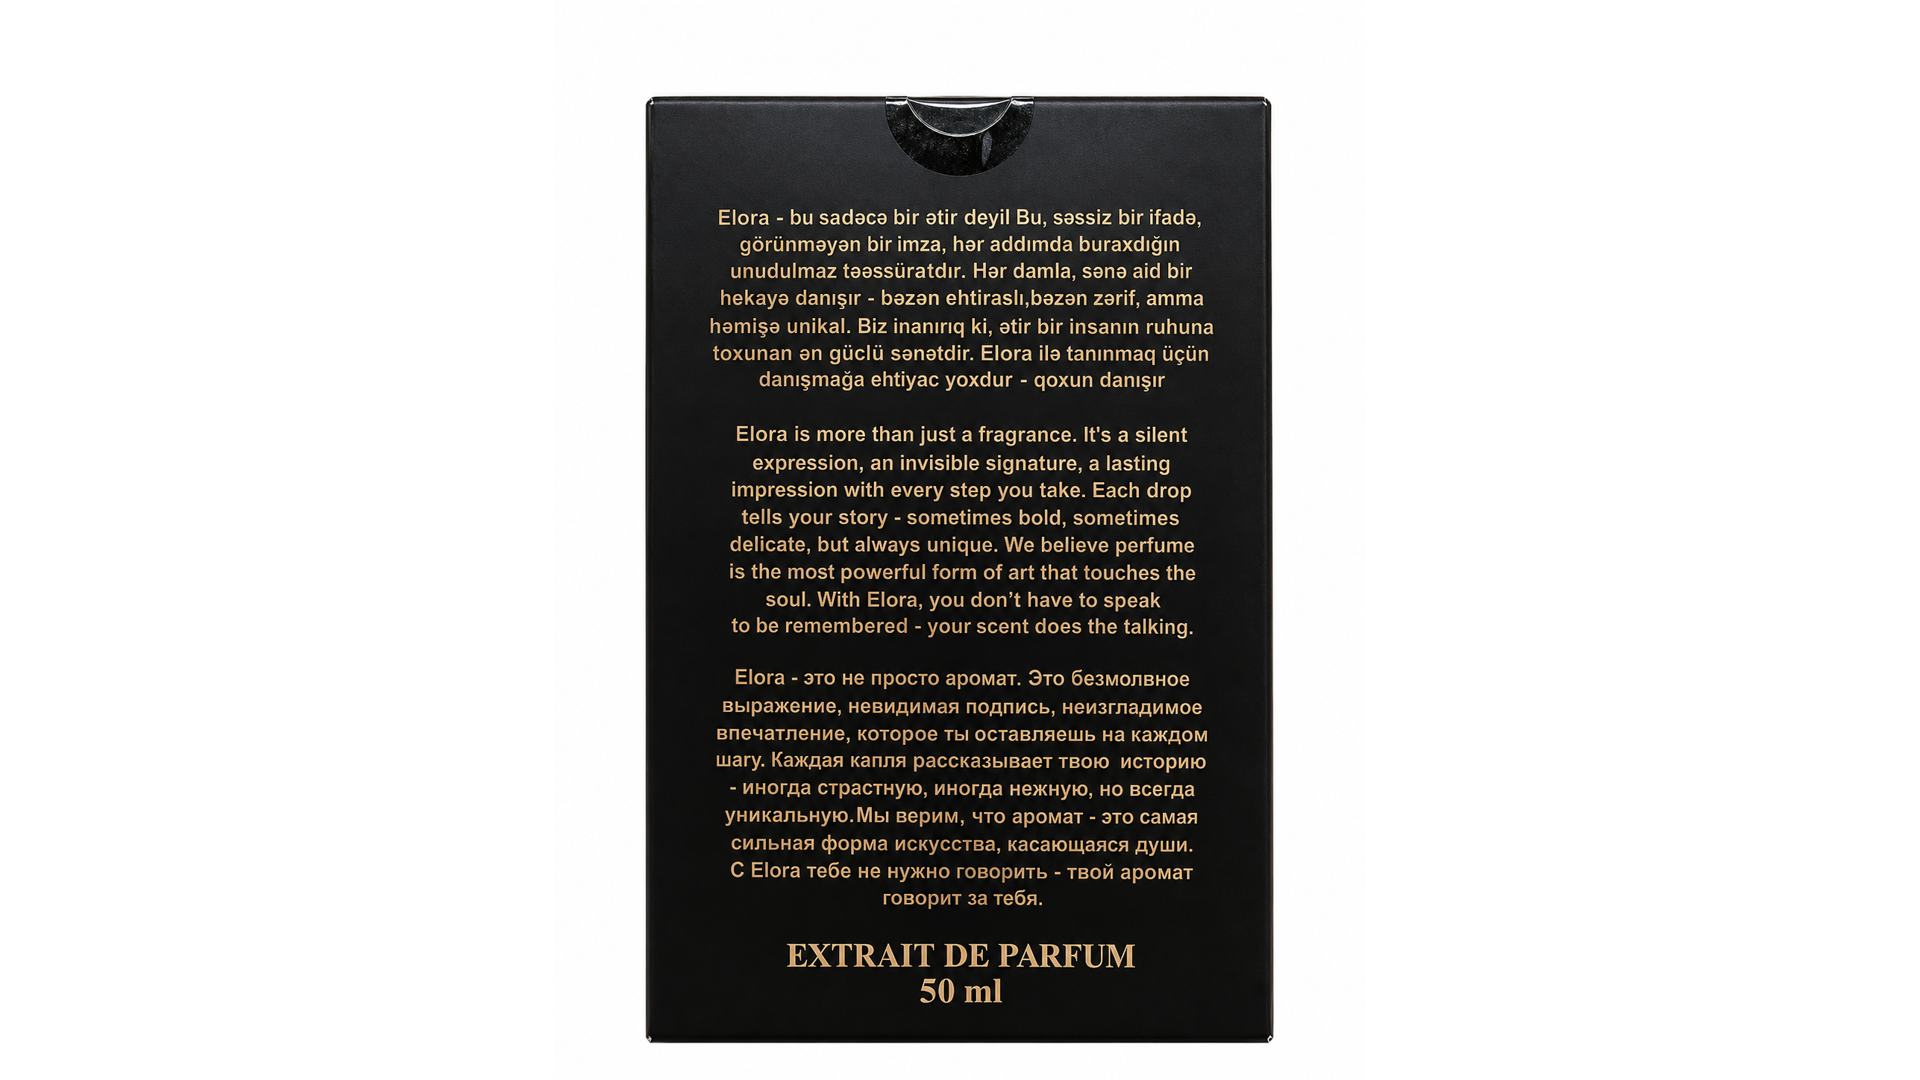 Elora - bu sadəcə bir ətir deyil Bu, səssiz bir ifadə,
görünməyən bir imza, hər addımda buraxdığın
unudulmaz təəssüratdır. Hər damla, sənə aid bir
hekayə danışır - bəzən ehtiraslı,bəzən zərif, amma
həmişə unikal. Biz inanırıq ki, ətir bir insanın ruhuna
toxunan ən güclü sənətdir. Elora ilə tanınmaq üçün
danışmağa ehtiyac yoxdur - qoxun danışır
Elora is more than just a fragrance. It's a silent
expression, an invisible signature, a lasting
impression with every step you take. Each drop
tells your story - sometimes bold, sometimes
delicate, but always unique. We believe perfume
is the most powerful form of art that touches the
soul. With Elora, you don’t have to speak
to be remembered - your scent does the talking.
Elora - это не просто аромат. Это безмолвное
выражение, невидимая подпись, неизгладимое
впечатление, которое ты оставляешь на каждом
шагу. Каждая капля рассказывает твою историю
- иногда страстную, иногда нежную, но всегда
уникальную.Мы верим, что аромат - это самая
сильная форма искусства, касающаяся души.
С Elora тебе не нужно говорить - твой аромат
говорит за тебя.
EXTRAIT DE PARFUM
50 ml